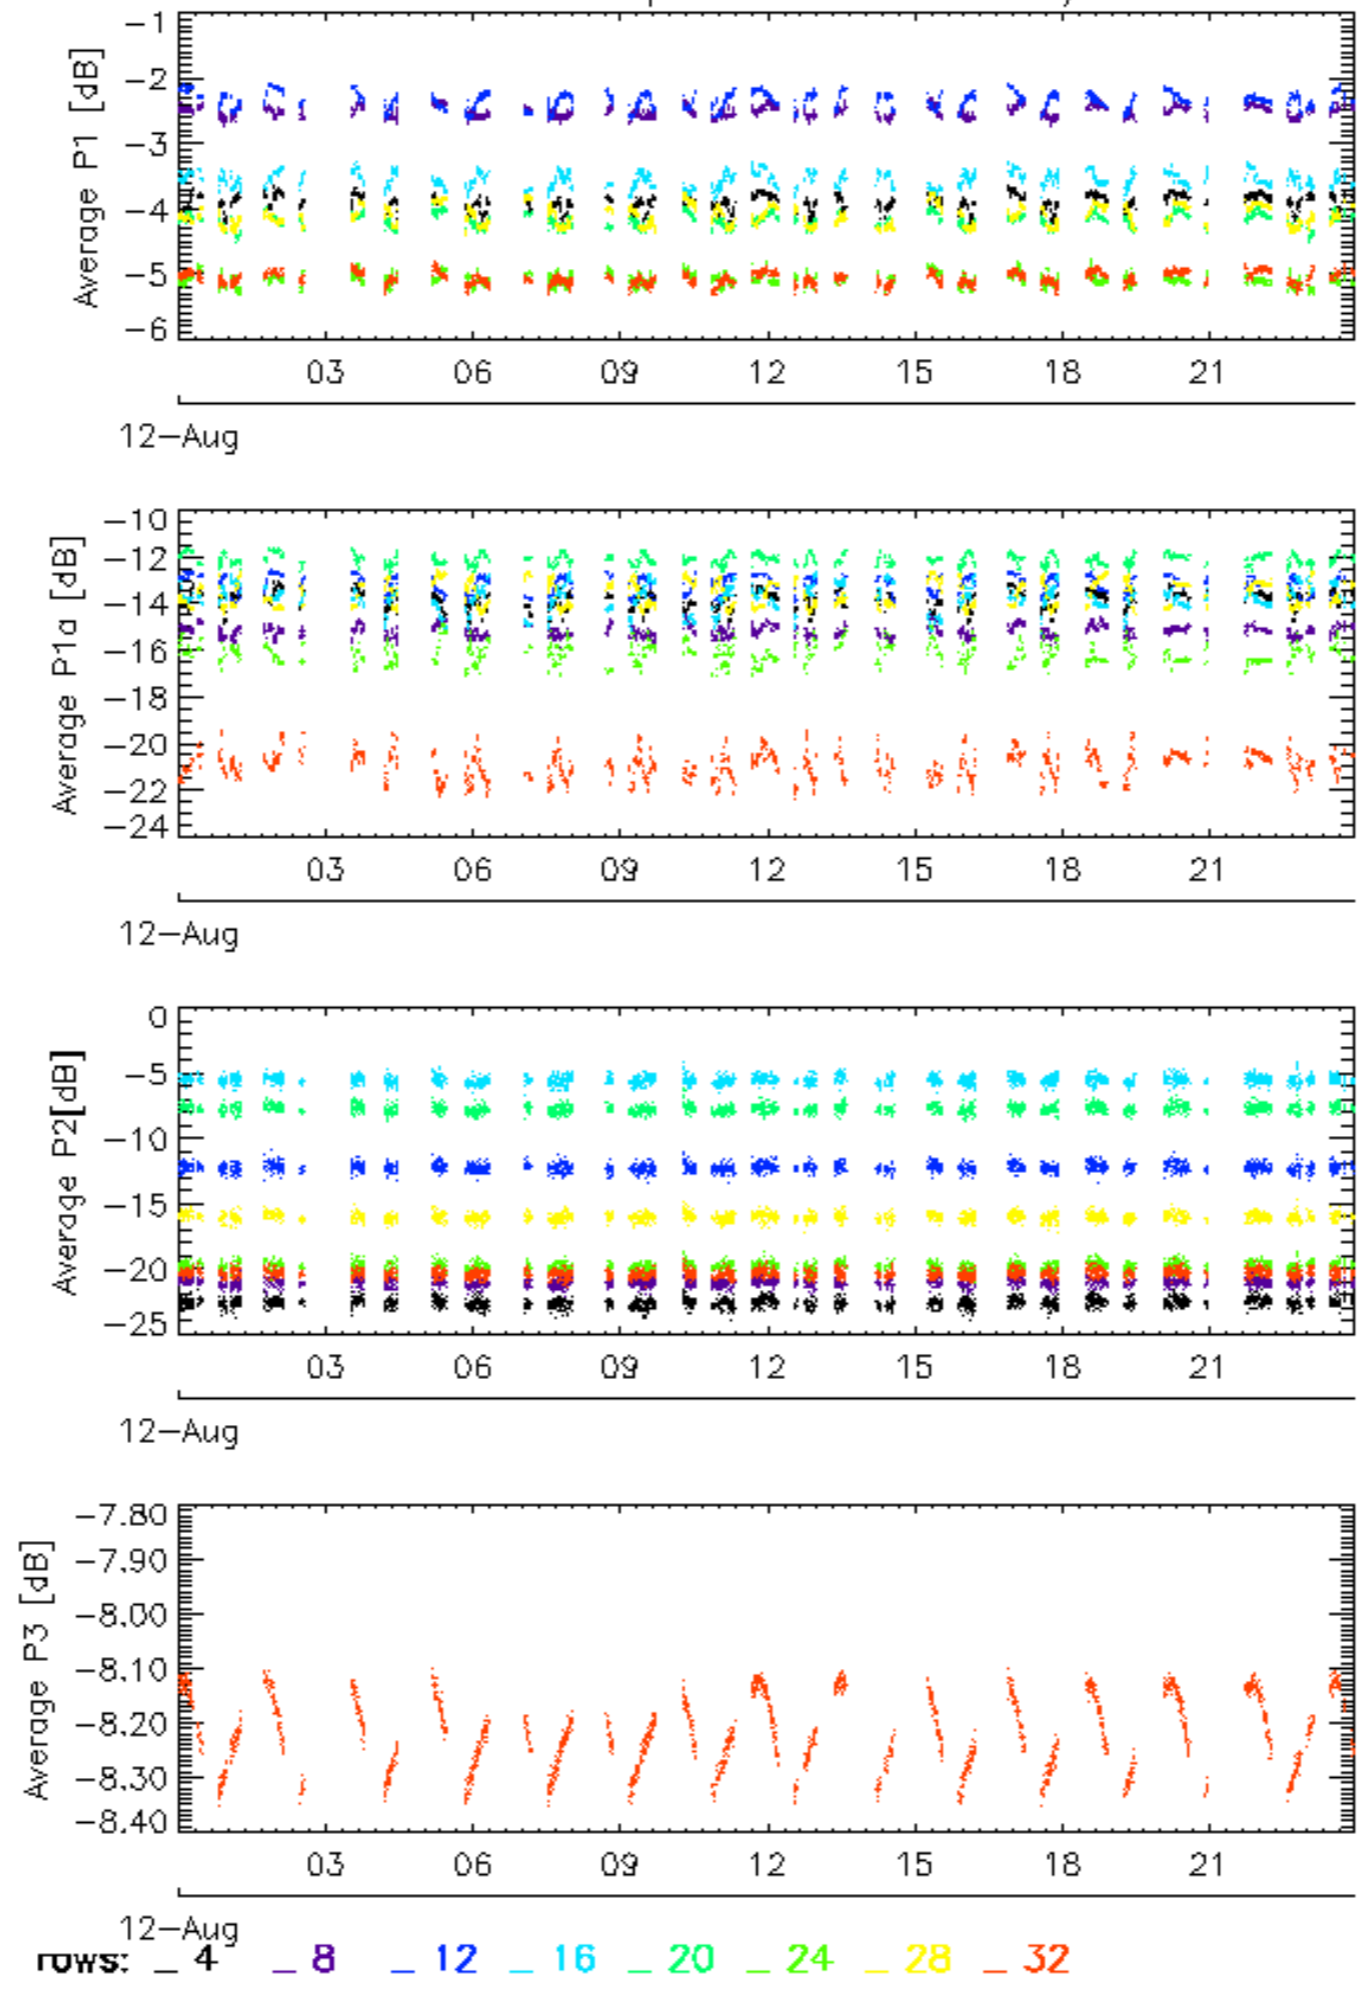 Average P1 [dB]
-1
-2
-3
-4
-5
-6
03 06 09 12 15 18 21
12-Aug
Average P1a [dB]
-10
-12
-14
-16
-18
-20
-22
-24
03 06 09 12 15 18 21
12-Aug
Average P2[dB]
0
-5
-10
-15
-20
-25
03 06 09 12 15 18 21
12-Aug
Average P3 [dB]
-7.80
-7.90
-8.00
-8.10
-8.20
-8.30
-8.40
03 06 09 12 15 18 21
12-Aug
rows: _ 4 _ 8 _ 12 _ 16 _ 20 _ 24 _ 28 _ 32